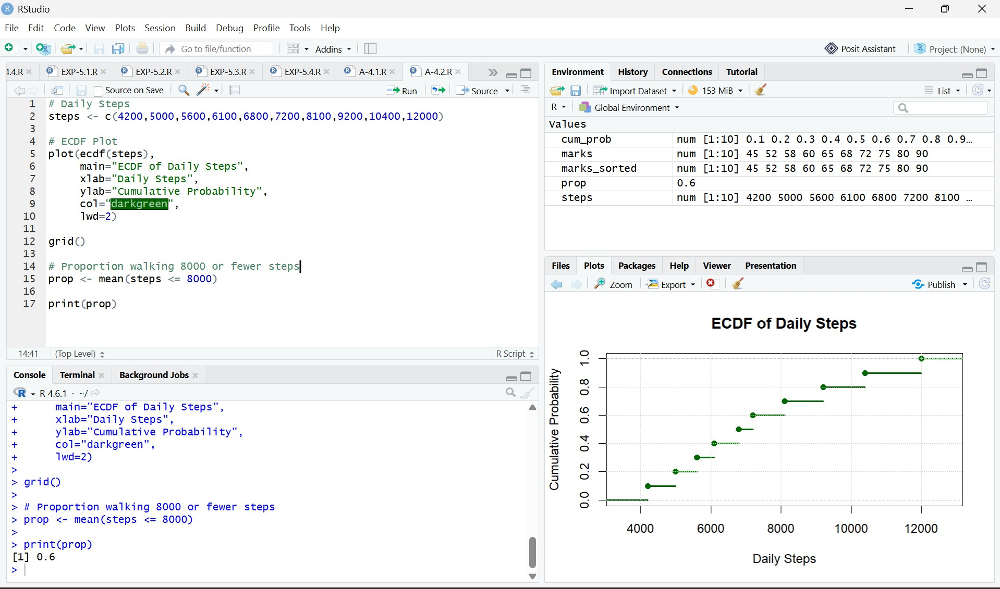 RStudio
File Edit Code View Plots Session Build Debug Profile Tools Help
Go to file/function Addins Posit Assistant Project: (None)
4.4.R EXP-5.1.R EXP-5.2.R EXP-5.3.R EXP-5.4.R A-4.1.R A-4.2.R
Source on Save Run Source
1 # Daily Steps
2 steps <- c(4200,5000,5600,6100,6800,7200,8100,9200,10400,12000)
3
4 # ECDF Plot
5 plot(ecdf(steps),
6 main="ECDF of Daily Steps",
7 xlab="Daily Steps",
8 ylab="Cumulative Probability",
9 col="darkgreen",
10 lwd=2)
11
12 grid()
13
14 # Proportion walking 8000 or fewer steps
15 prop <- mean(steps <= 8000)
16
17 print(prop)
14:41 (Top Level) R Script
Console Terminal Background Jobs
R 4.6.1 · ~/
+ main="ECDF of Daily Steps",
+ xlab="Daily Steps",
+ ylab="Cumulative Probability",
+ col="darkgreen",
+ lwd=2)
>
> grid()
>
> # Proportion walking 8000 or fewer steps
> prop <- mean(steps <= 8000)
>
> print(prop)
[1] 0.6
>
Environment History Connections Tutorial
Import Dataset 153 MiB List
R Global Environment
Values
cum_prob num [1:10] 0.1 0.2 0.3 0.4 0.5 0.6 0.7 0.8 0.9…
marks num [1:10] 45 52 58 60 65 68 72 75 80 90
marks_sorted num [1:10] 45 52 58 60 65 68 72 75 80 90
prop 0.6
steps num [1:10] 4200 5000 5600 6100 6800 7200 8100 …
Files Plots Packages Help Viewer Presentation
Zoom Export Publish
ECDF of Daily Steps
Cumulative Probability
1.0
0.8
0.6
0.4
0.2
0.0
4000 6000 8000 10000 12000
Daily Steps